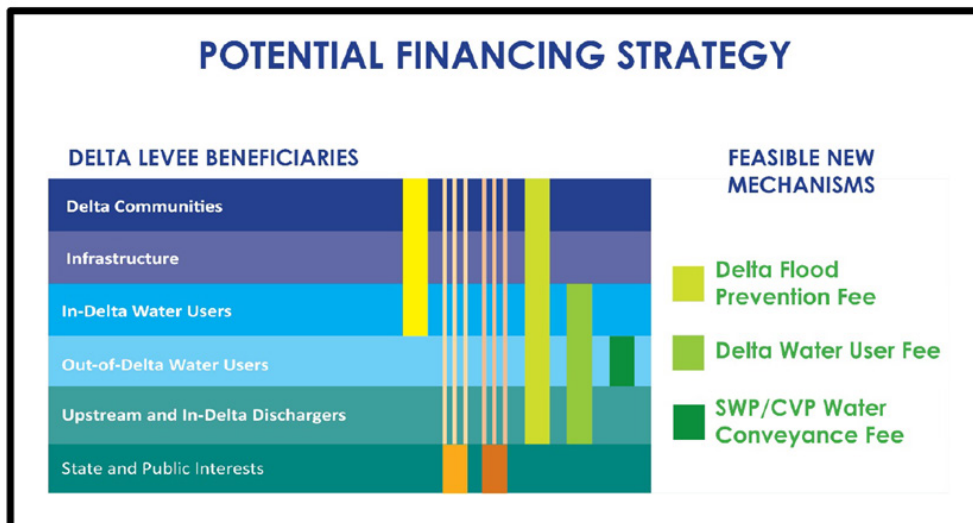 POTENTIAL FINANCING STRATEGY
DELTA LEVEE BENEFICIARIES
Delta Communities
Infrastructure
In-Delta Water Users
Out-of-Delta Water Users
Upstream and In-Delta Dischargers
State and Public Interests
FEASIBLE NEW
MECHANISMS
Delta Flood
Prevention Fee
Delta Water User Fee
SWP/CVP Water
Conveyance Fee